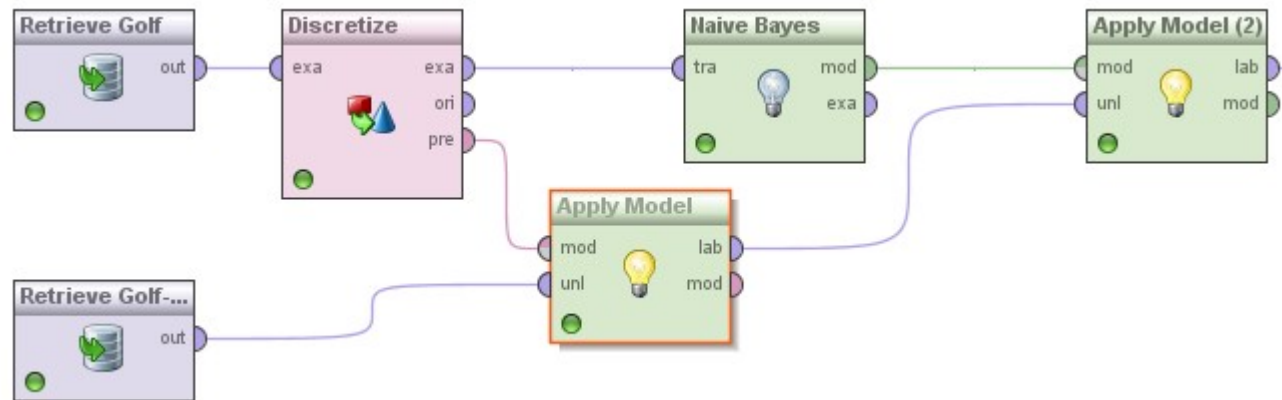 Retrieve Golf
out
Discretize
exa
exa
ori
pre
Naive Bayes
tra
mod
exa
Apply Model (2)
mod
lab
unl
mod
Apply Model
mod
lab
unl
mod
Retrieve Golf-...
out